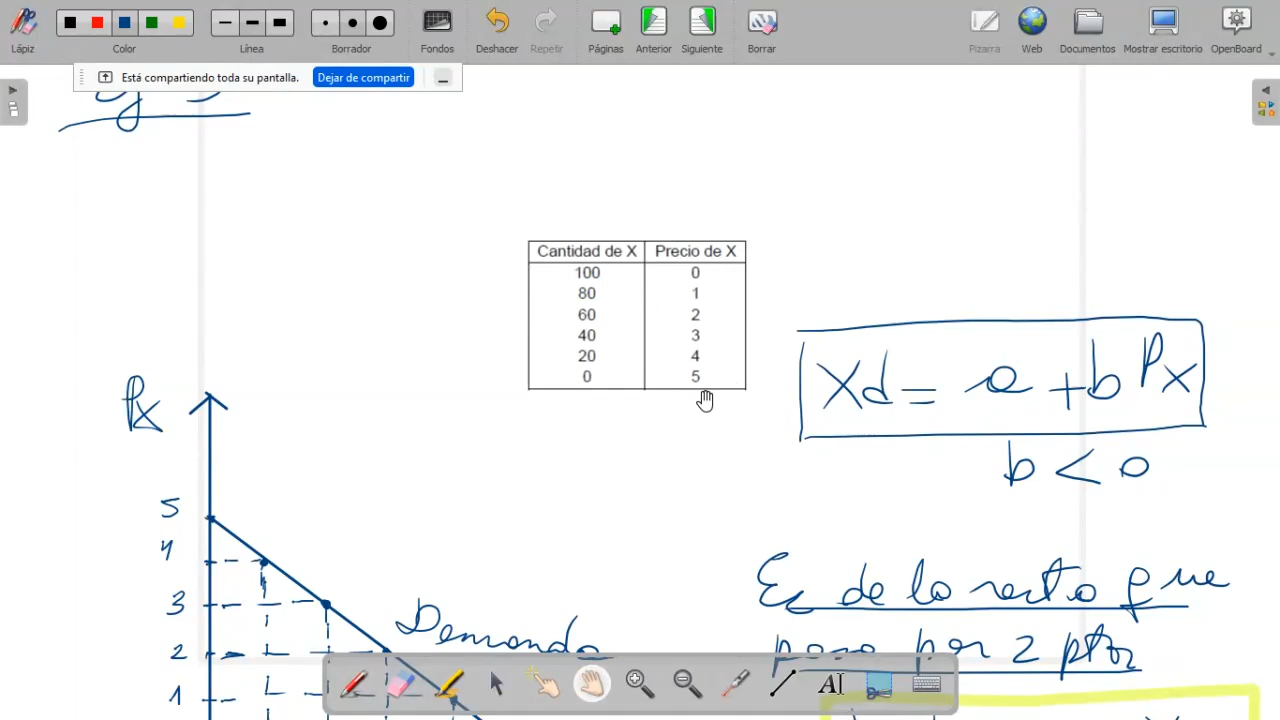 Lápiz
Color
Línea
Borrador
Fondos
Deshacer
Repetir
Páginas
Anterior
Siguiente
Borrar
Pizarra
Web
Documentos
Mostrar escritorio
OpenBoard
Está compartiendo toda su pantalla.
Dejar de compartir
Cantidad de X Precio de X
100 0
80 1
60 2
40 3
20 4
0 5
Xd = a + b Px
b < 0
Px
5
4
3
2
1
Demanda
Ec de la recta que
pasa por 2 ptos
AI